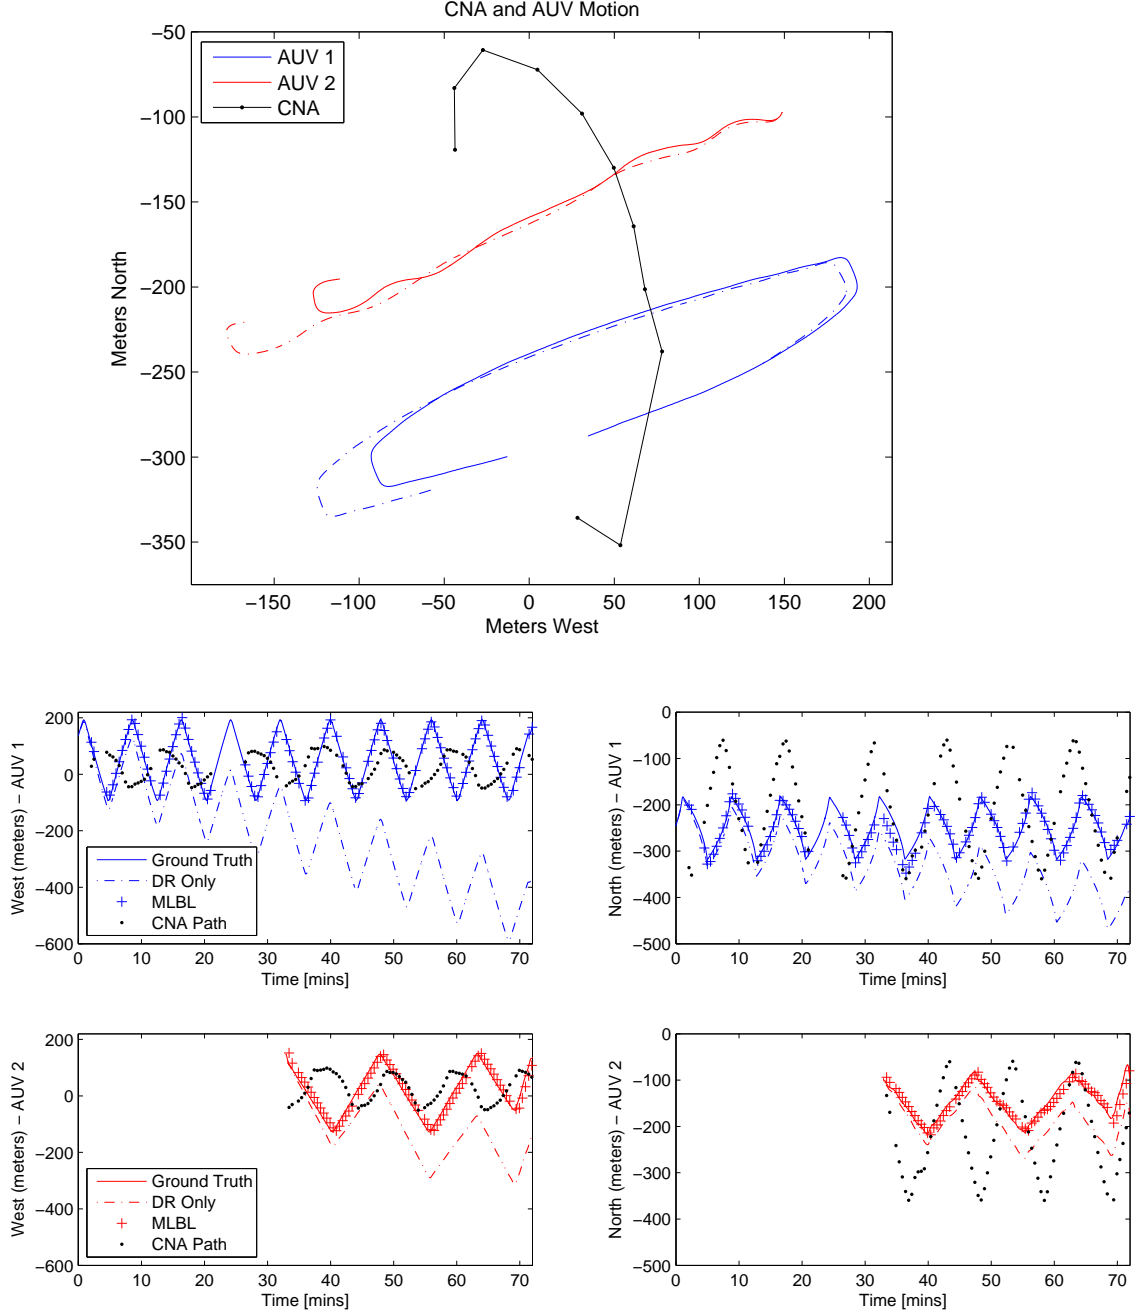 CNA and AUV Motion
−50
−100
−150
−200
−250
−300
−350
Meters North
AUV 1
AUV 2
CNA
−150 −100 −50 0 50 100 150 200
Meters West
200
0
−200
−400
−600
West (meters) − AUV 1
Ground Truth
DR Only
MLBL
CNA Path
0 10 20 30 40 50 60 70
Time [mins]
0
−100
−200
−300
−400
−500
North (meters) − AUV 1
0 10 20 30 40 50 60 70
Time [mins]
200
0
−200
−400
−600
West (meters) − AUV 2
Ground Truth
DR Only
MLBL
CNA Path
0 10 20 30 40 50 60 70
Time [mins]
0
−100
−200
−300
−400
−500
North (meters) − AUV 2
0 10 20 30 40 50 60 70
Time [mins]